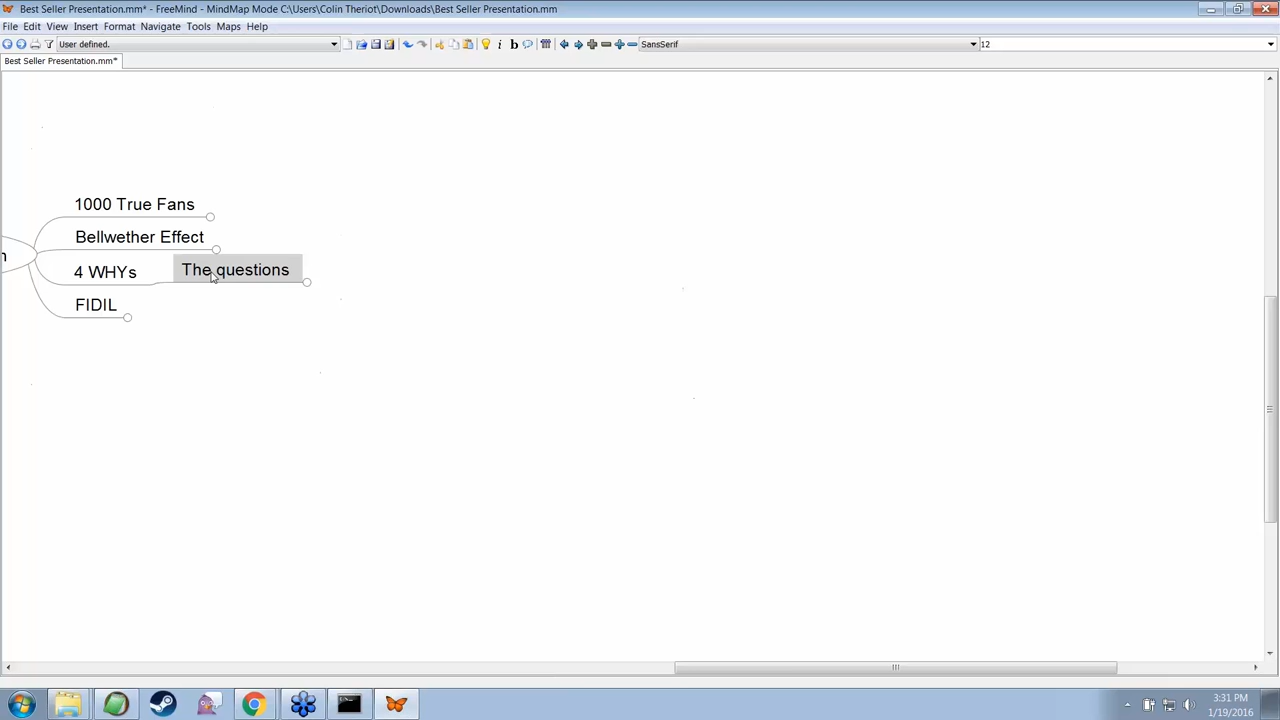 Best Seller Presentation.mm* - FreeMind - MindMap Mode C:\Users\Colin Theriot\Downloads\Best Seller Presentation.mm
File Edit View Insert Format Navigate Tools Maps Help
User defined. i b SansSerif 12
Best Seller Presentation.mm*
1000 True Fans
Bellwether Effect
n
4 WHYs
The questions
FIDIL
3:31 PM
1/19/2016